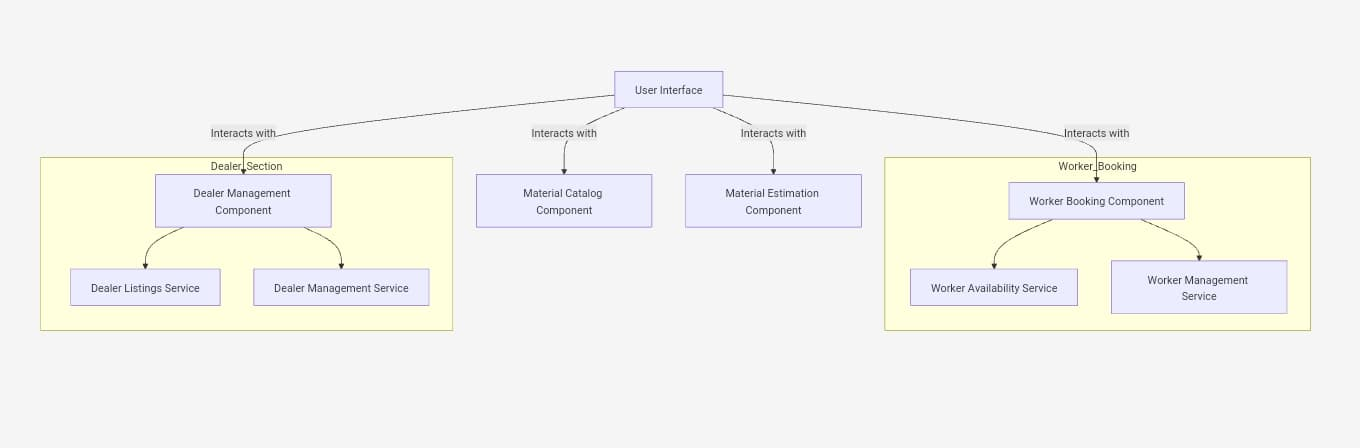 User Interface
Interacts with
Interacts with
Interacts with
Interacts with
Dealer_Section
Worker_Booking
Dealer Management
Component
Material Catalog
Component
Material Estimation
Component
Worker Booking Component
Dealer Listings Service
Dealer Management Service
Worker Availability Service
Worker Management
Service